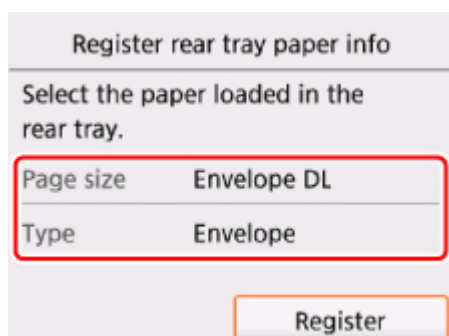 Register rear tray paper info
Select the paper loaded in the
rear tray.
Page size Envelope DL
Type Envelope
Register